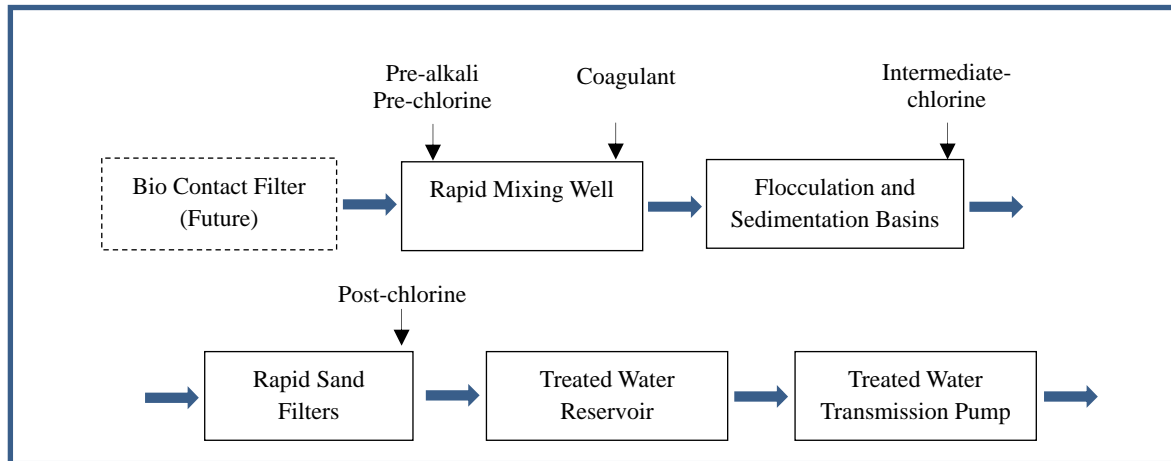 Pre-alkali
Pre-chlorine
Coagulant
Intermediate-
chlorine
Bio Contact Filter
(Future)
Rapid Mixing Well
Flocculation and
Sedimentation Basins
Post-chlorine
Rapid Sand
Filters
Treated Water
Reservoir
Treated Water
Transmission Pump